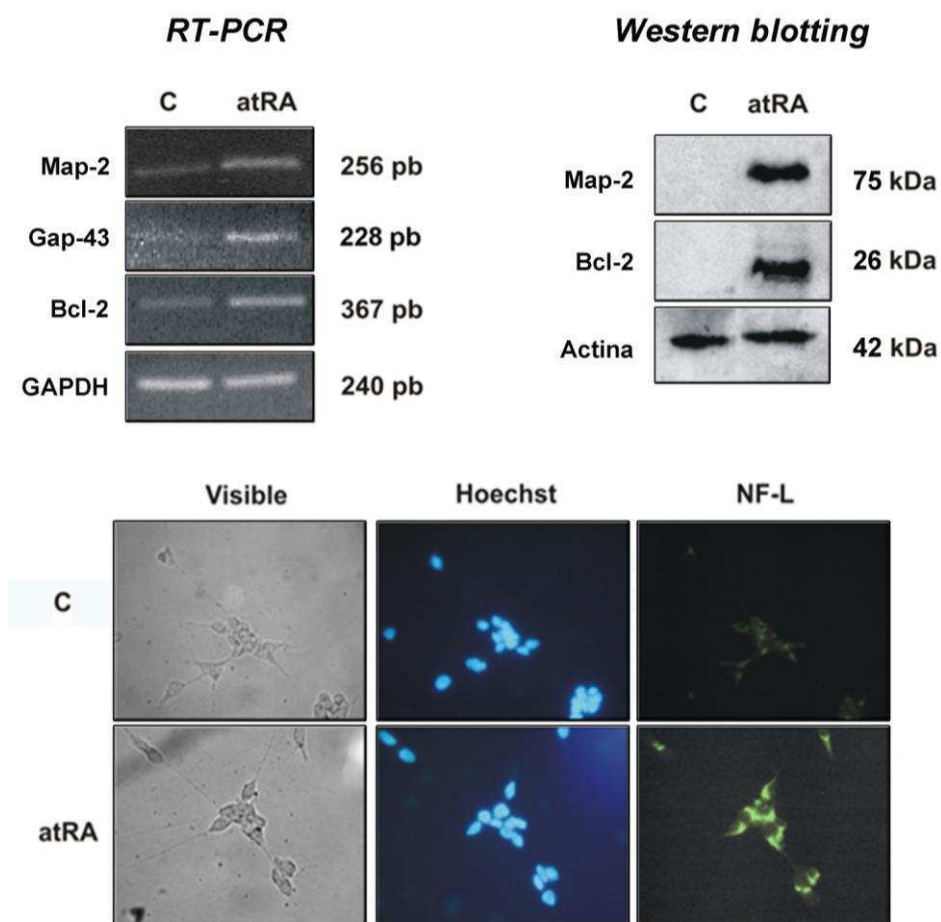 RT-PCR
C atRA
Map-2 256 pb
Gap-43 228 pb
Bcl-2 367 pb
GAPDH 240 pb
Western blotting
C atRA
Map-2 75 kDa
Bcl-2 26 kDa
Actina 42 kDa
Visible Hoechst NF-L
C
atRA